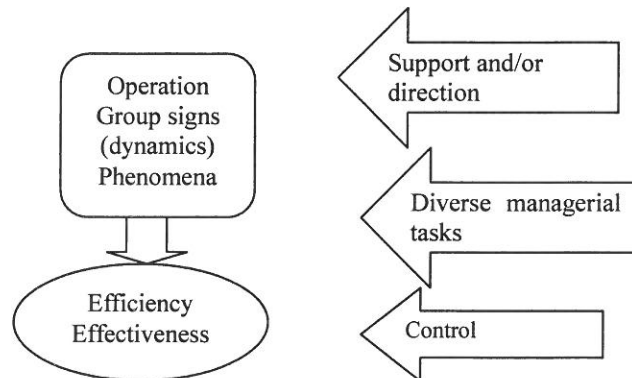 Operation
Group signs
(dynamics)
Phenomena
Support and/or
direction
Diverse managerial
tasks
Efficiency
Effectiveness
Control